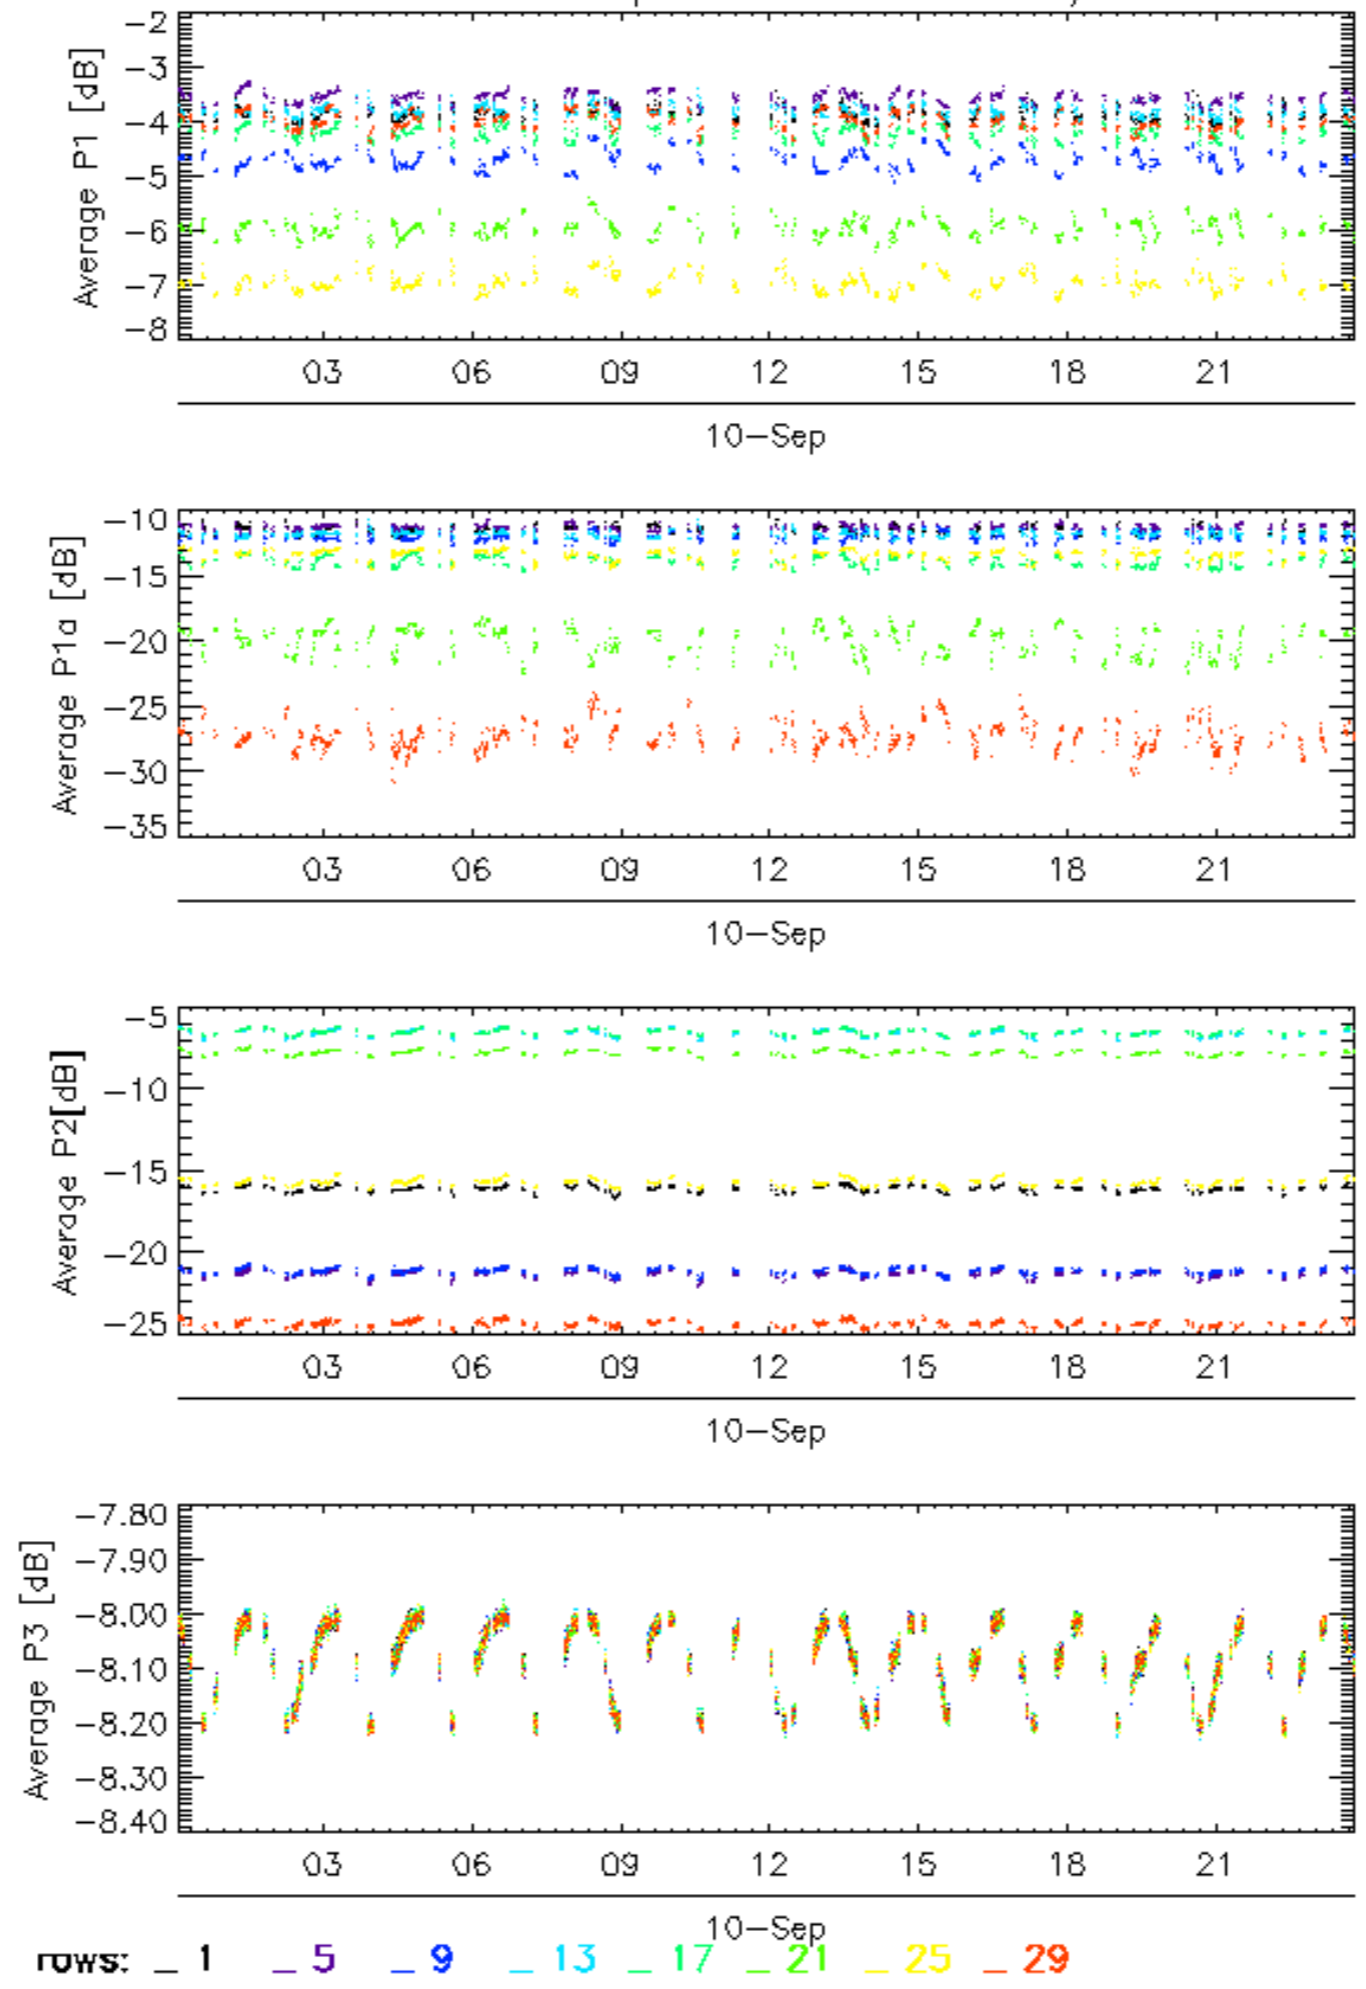 Average P1 [dB]
-2
-3
-4
-5
-6
-7
-8
03 06 09 12 15 18 21
10-Sep
Average P1a [dB]
-10
-15
-20
-25
-30
-35
03 06 09 12 15 18 21
10-Sep
Average P2[dB]
-5
-10
-15
-20
-25
03 06 09 12 15 18 21
10-Sep
Average P3 [dB]
-7.80
-7.90
-8.00
-8.10
-8.20
-8.30
-8.40
03 06 09 12 15 18 21
10-Sep
rows: _ 1 _ 5 _ 9 _ 13 _ 17 _ 21 _ 25 _ 29